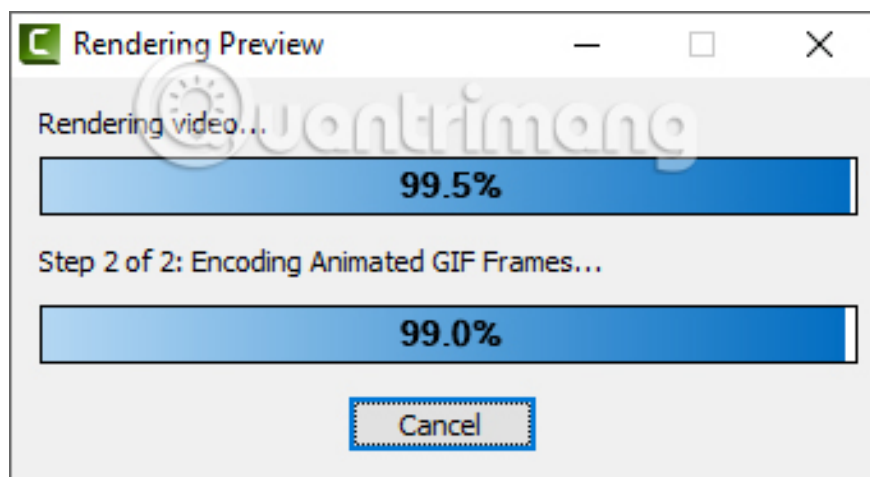 Rendering Preview
Rendering video...
Quantrimang
99.5%
Step 2 of 2: Encoding Animated GIF Frames...
99.0%
Cancel